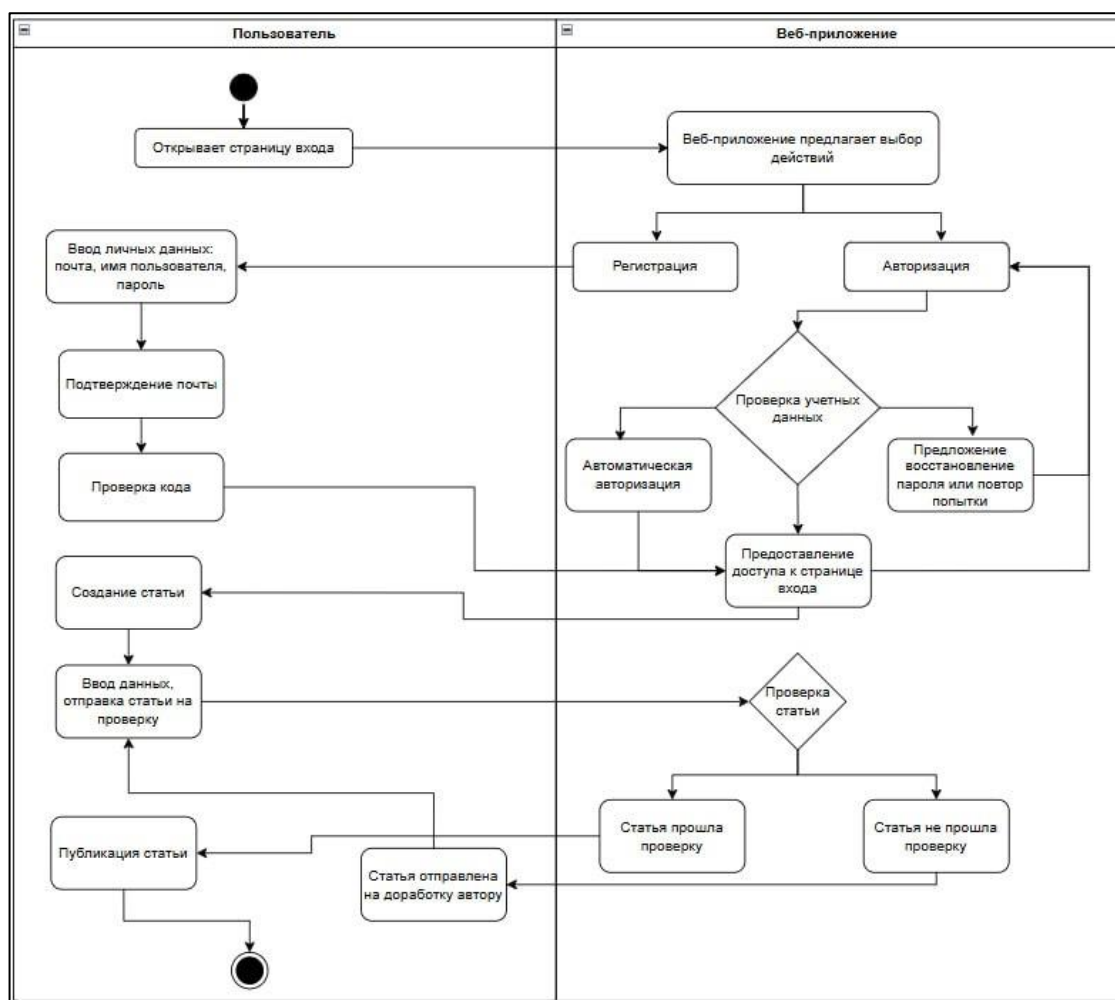 Пользователь
Веб-приложение
Открывает страницу входа
Веб-приложение предлагает выбор
действий
Ввод личных данных:
почта, имя пользователя,
пароль
Регистрация
Авторизация
Подтверждение почты
Проверка учетных
данных
Проверка кода
Автоматическая
авторизация
Предложение
восстановление
пароля или повтор
попытки
Создание статьи
Предоставление
доступа к странице
входа
Ввод данных,
отправка статьи на
проверку
Проверка
статьи
Публикация статьи
Статья отправлена
на доработку автору
Статья прошла
проверку
Статья не прошла
проверку